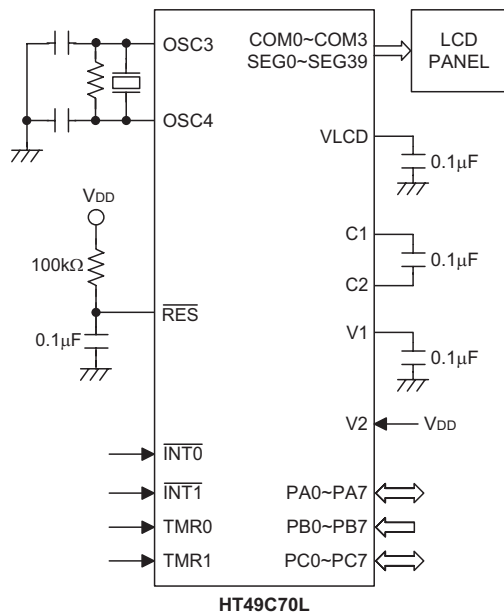 OSC3
OSC4
VDD
100kΩ
RES
0.1µF
INT0
INT1
TMR0
TMR1
COM0~COM3
SEG0~SEG39
LCD
PANEL
VLCD
0.1µF
C1
0.1µF
C2
V1
0.1µF
V2
VDD
PA0~PA7
PB0~PB7
PC0~PC7
HT49C70L